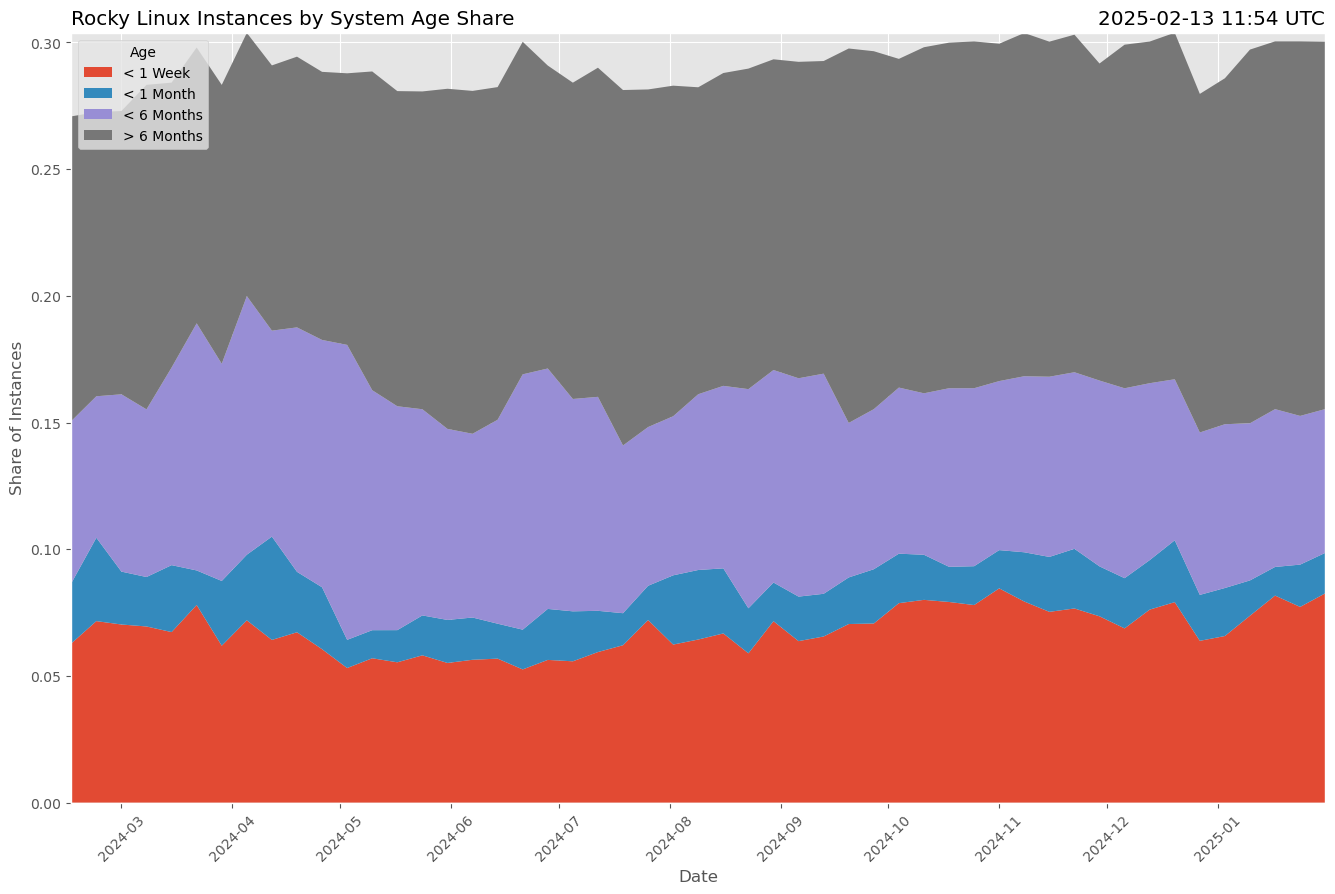 Rocky Linux Instances by System Age Share
2025-02-13 11:54 UTC
Age
< 1 Week
< 1 Month
< 6 Months
> 6 Months
Share of Instances
0.30
0.25
0.20
0.15
0.10
0.05
0.00
2024-03
2024-04
2024-05
2024-06
2024-07
2024-08
2024-09
2024-10
2024-11
2024-12
2025-01
Date